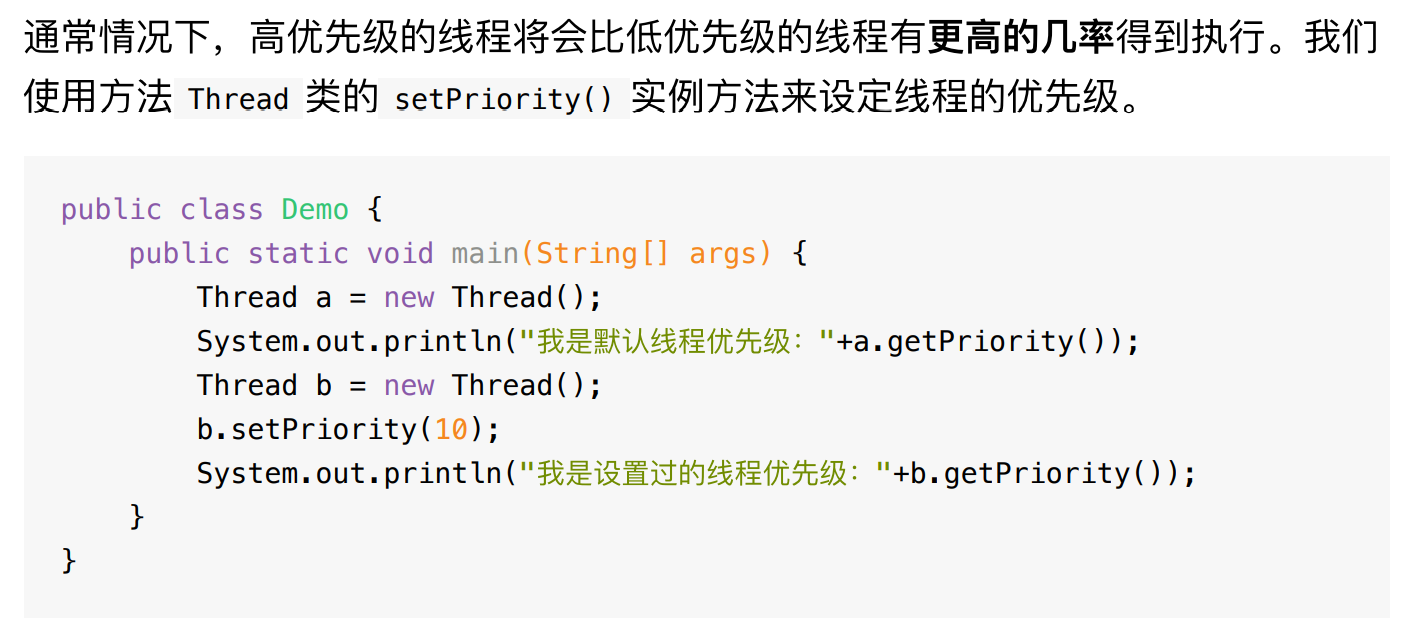 通常情况下，高优先级的线程将会比低优先级的线程有更高的几率得到执行。我们
使用方法 Thread 类的 setPriority() 实例方法来设定线程的优先级。
public class Demo {
    public static void main(String[] args) {
        Thread a = new Thread();
        System.out.println("我是默认线程优先级："+a.getPriority());
        Thread b = new Thread();
        b.setPriority(10);
        System.out.println("我是设置过的线程优先级："+b.getPriority());
    }
}